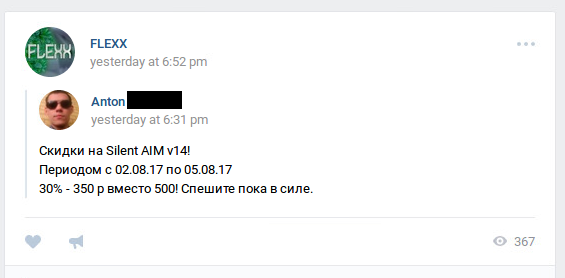 FLEXX
FLEXX
yesterday at 6:52 pm
Anton
yesterday at 6:31 pm
Скидки на Silent AIM v14!
Периодом с 02.08.17 по 05.08.17
30% - 350 р вместо 500! Спешите пока в силе.
367